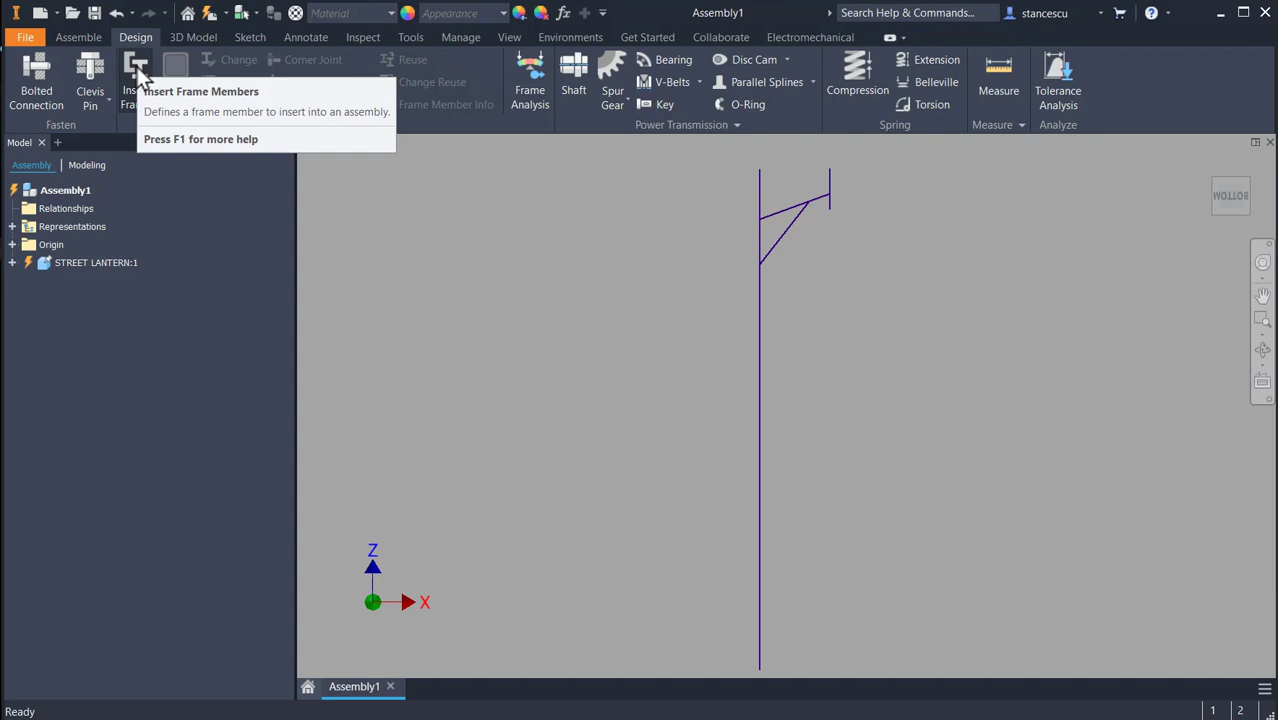 Material
Appearance
Assembly1
Search Help & Commands...
stancescu
File
Assemble
Design
3D Model
Sketch
Annotate
Inspect
Tools
Manage
View
Environments
Get Started
Collaborate
Electromechanical
Bolted
Connection
Clevis
Pin
Fasten
Change
Corner Joint
Reuse
Change Reuse
Frame Member Info
Insert Frame Members
Defines a frame member to insert into an assembly.
Press F1 for more help
Frame
Analysis
Shaft
Spur
Gear
Bearing
V-Belts
Key
Disc Cam
Parallel Splines
O-Ring
Power Transmission
Compression
Extension
Belleville
Torsion
Spring
Measure
Measure
Tolerance
Analysis
Analyze
Model
Assembly
Modeling
Assembly1
Relationships
Representations
Origin
STREET LANTERN:1
BOTTOM
Z
X
Assembly1
Ready
1
2